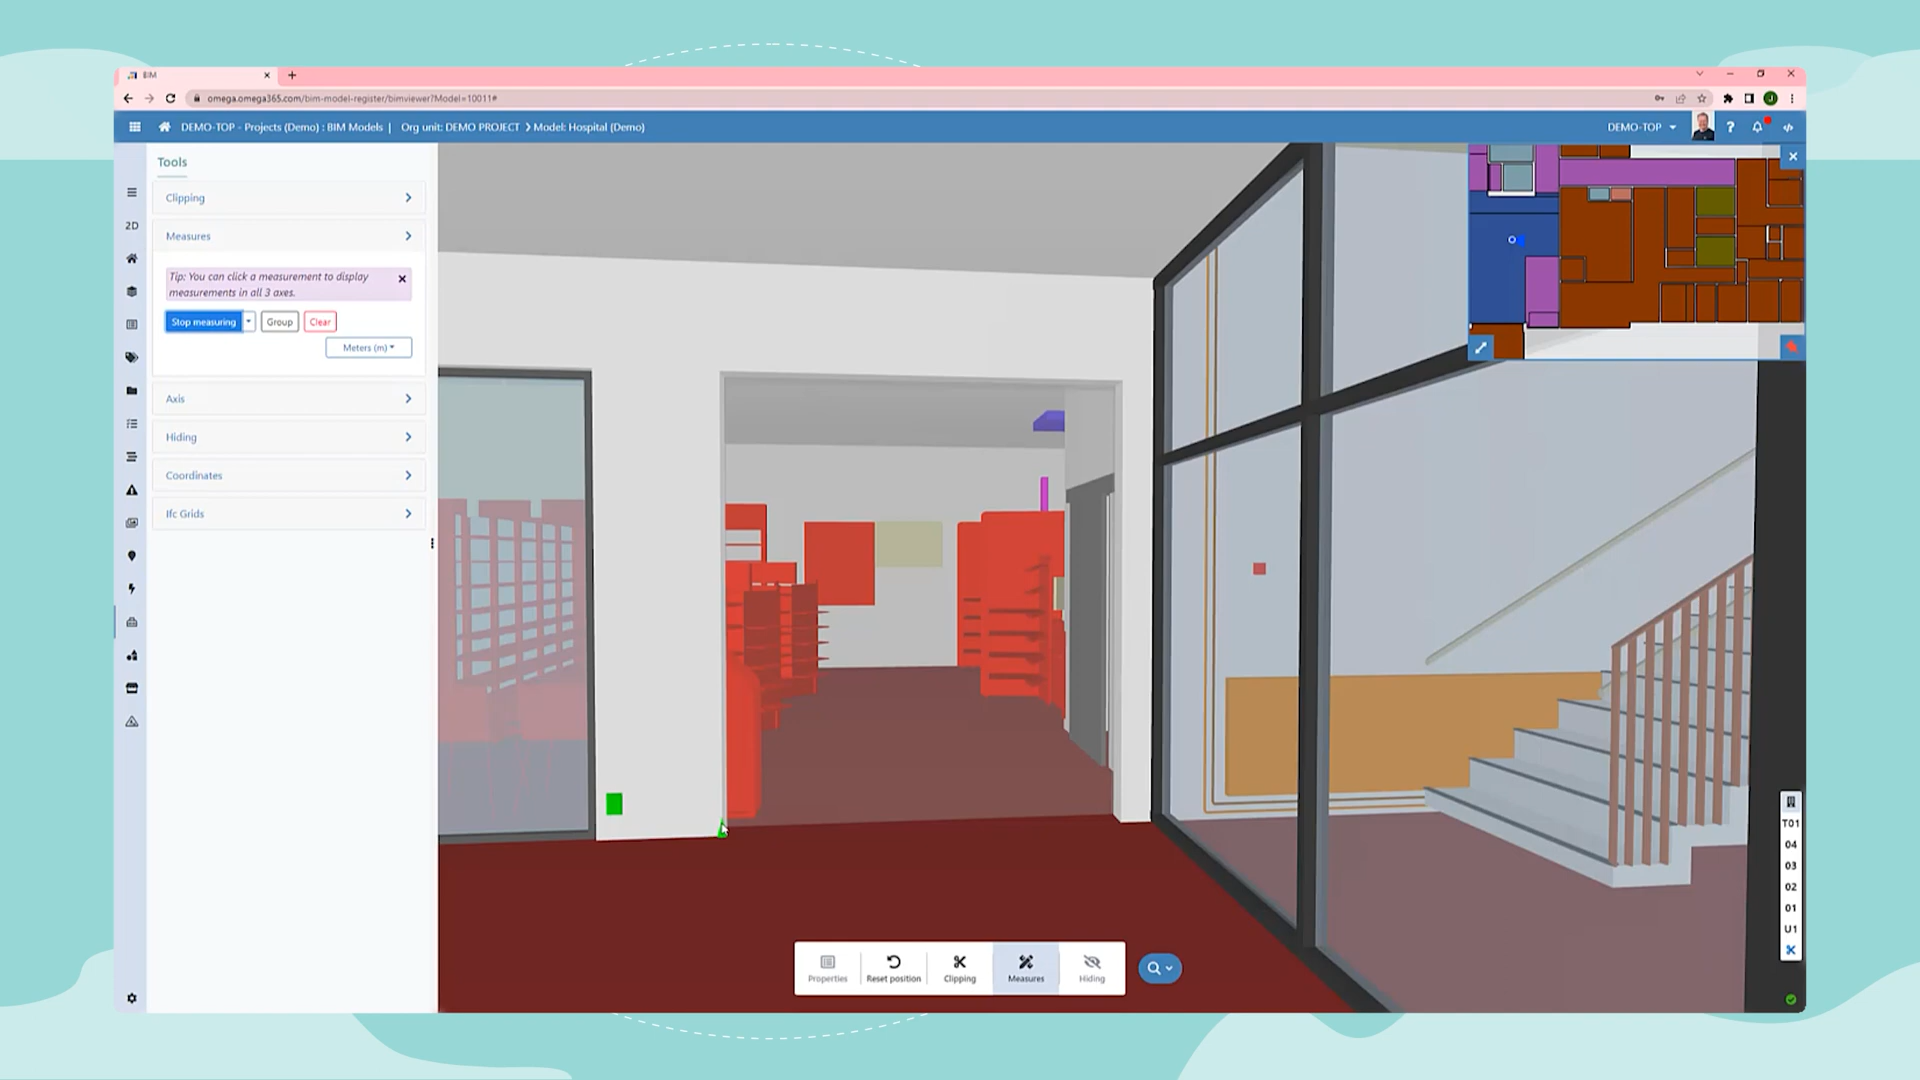 BIM
omega.omega365.com/bim-model-register/bimviewer?Model=10011#
DEMO-TOP - Projects (Demo) : BIM Models | Org unit: DEMO PROJECT > Model: Hospital (Demo)
DEMO-TOP
Tools
Clipping
2D
Measures
Tip: You can click a measurement to display
measurements in all 3 axes.
Stop measuring
Group
Clear
Meters (m)
Axis
Hiding
Coordinates
Ifc Grids
T01
04
03
02
01
U1
Properties
Reset position
Clipping
Measures
Hiding